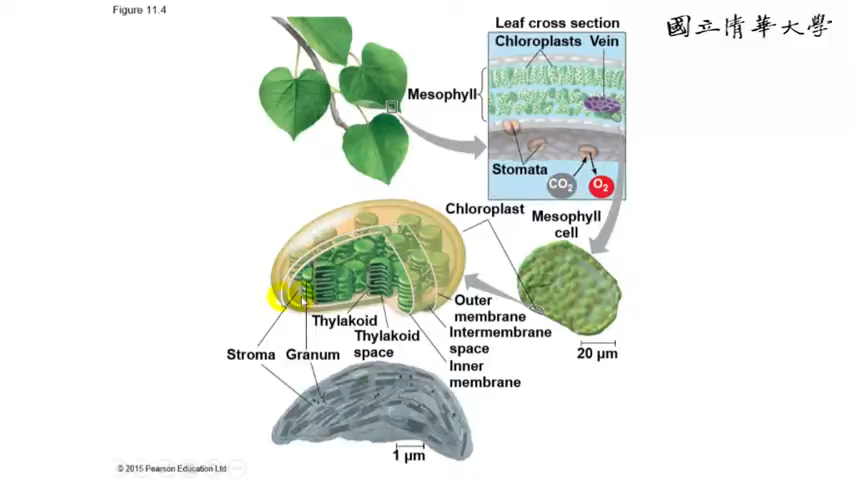 Figure 11.4
國立清華大學
Leaf cross section
Chloroplasts Vein
Mesophyll
Stomata
CO2
O2
Chloroplast
Mesophyll
cell
Outer
membrane
Thylakoid
Intermembrane
space
Thylakoid
space
20 µm
Stroma Granum
Inner
membrane
1 µm
© 2015 Pearson Education Ltd